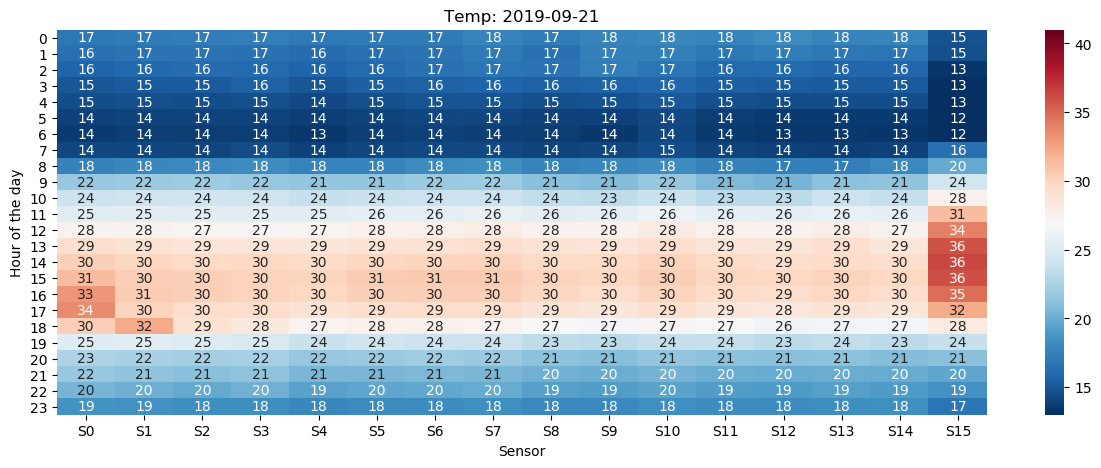 Temp: 2019-09-21
0 17 17 17 17 17 17 17 18 17 18 18 18 18 18 18 15
1 16 17 17 17 16 17 17 17 17 17 17 17 17 17 17 15
2 16 16 16 16 16 16 17 17 17 17 17 16 16 16 16 13
3 15 15 15 16 15 15 16 16 16 16 16 15 15 15 15 13
4 15 15 15 15 14 15 15 15 15 15 15 15 15 15 15 13
5 14 14 14 14 14 14 14 14 14 14 14 14 14 14 14 12
6 14 14 14 14 13 14 14 14 14 14 14 14 13 13 13 12
7 14 14 14 14 14 14 14 14 14 14 15 14 14 14 14 16
8 18 18 18 18 18 18 18 18 18 18 18 18 17 17 18 20
9 22 22 22 22 21 21 22 22 21 21 22 21 21 21 21 24
10 24 24 24 24 24 24 24 24 24 23 24 23 23 24 24 28
11 25 25 25 25 25 26 26 26 26 26 26 26 26 26 26 31
12 28 28 27 27 27 28 28 28 28 28 28 28 28 28 27 34
13 29 29 29 29 29 29 29 29 29 29 29 29 29 29 29 36
14 30 30 30 30 30 30 30 30 30 30 30 30 29 30 30 36
15 31 30 30 30 30 31 31 31 30 30 30 30 30 30 30 36
16 33 31 30 30 30 30 30 30 30 30 30 30 29 30 30 35
17 34 30 30 30 29 29 29 29 29 29 29 29 28 29 29 32
18 30 32 29 28 27 28 28 27 27 27 27 27 26 27 27 28
19 25 25 25 25 24 24 24 24 23 23 24 24 23 24 23 24
20 23 22 22 22 22 22 22 22 21 21 21 21 21 21 21 21
21 22 21 21 21 21 21 21 21 20 20 20 20 20 20 20 20
22 20 20 20 20 19 20 20 20 20 19 20 19 19 19 19 19
23 19 19 18 18 18 18 18 18 18 18 18 18 18 18 18 17
S0 S1 S2 S3 S4 S5 S6 S7 S8 S9 S10 S11 S12 S13 S14 S15
Sensor
Hour of the day
40
35
30
25
20
15